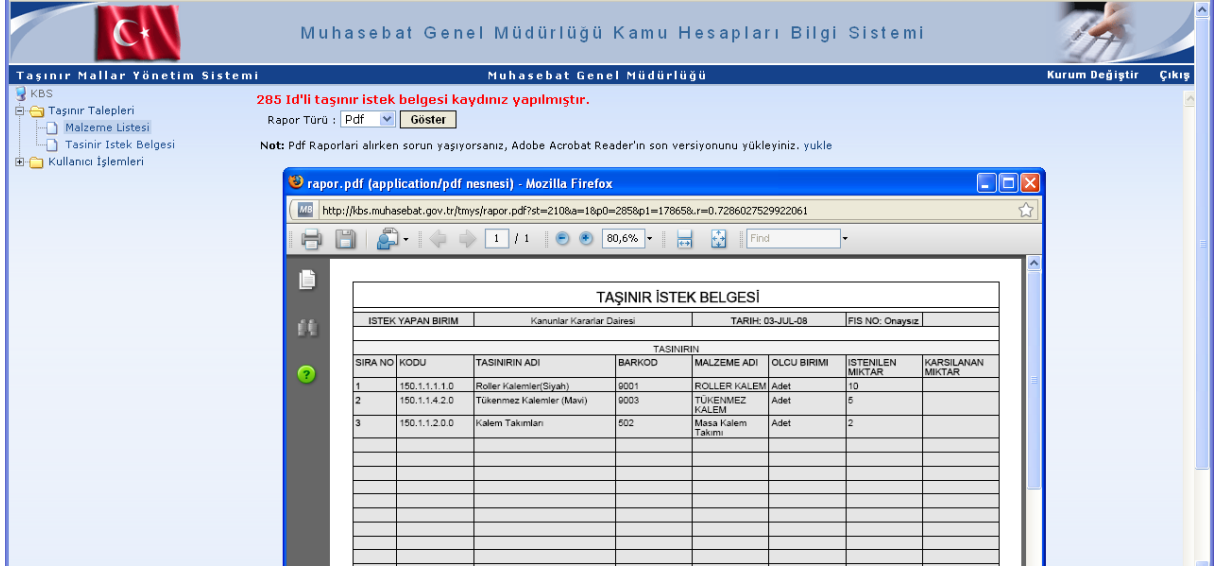 Muhasebat Genel Müdürlüğü Kamu Hesapları Bilgi Sistemi
Taşınır Mallar Yönetim Sistemi Muhasebat Genel Müdürlüğü Kurum Değiştir Çıkış
KBS
Taşınır Talepleri
Malzeme Listesi
Tasinir Istek Belgesi
Kullanıcı İşlemleri
285 Id'li taşınır istek belgesi kaydınız yapılmıştır.
Rapor Türü : Pdf Göster
Not: Pdf Raporlari alırken sorun yaşıyorsanız, Adobe Acrobat Reader'ın son versiyonunu yükleyiniz. yukle
rapor.pdf (application/pdf nesnesi) - Mozilla Firefox
MB http://kbs.muhasebat.gov.tr/tmys/rapor.pdf?st=210&a=1&p0=285&p1=17865&.r=0.7286027529922061
1 / 1 80,6% Find
TAŞINIR İSTEK BELGESİ
ISTEK YAPAN BIRIM Kanunlar Kararlar Dairesi TARIH: 03-JUL-08 FIS NO: Onaysız
TASINIRIN
SIRA NO KODU TASINIRIN ADI BARKOD MALZEME ADI OLCU BIRIMI ISTENILEN MIKTAR KARSILANAN MIKTAR
1 150.1.1.1.1.0 Roller Kalemler(Siyah) 9001 ROLLER KALEM Adet 10
2 150.1.1.4.2.0 Tükenmez Kalemler (Mavi) 9003 TÜKENMEZ KALEM Adet 5
3 150.1.1.2.0.0 Kalem Takımları 502 Masa Kalem Takımı Adet 2